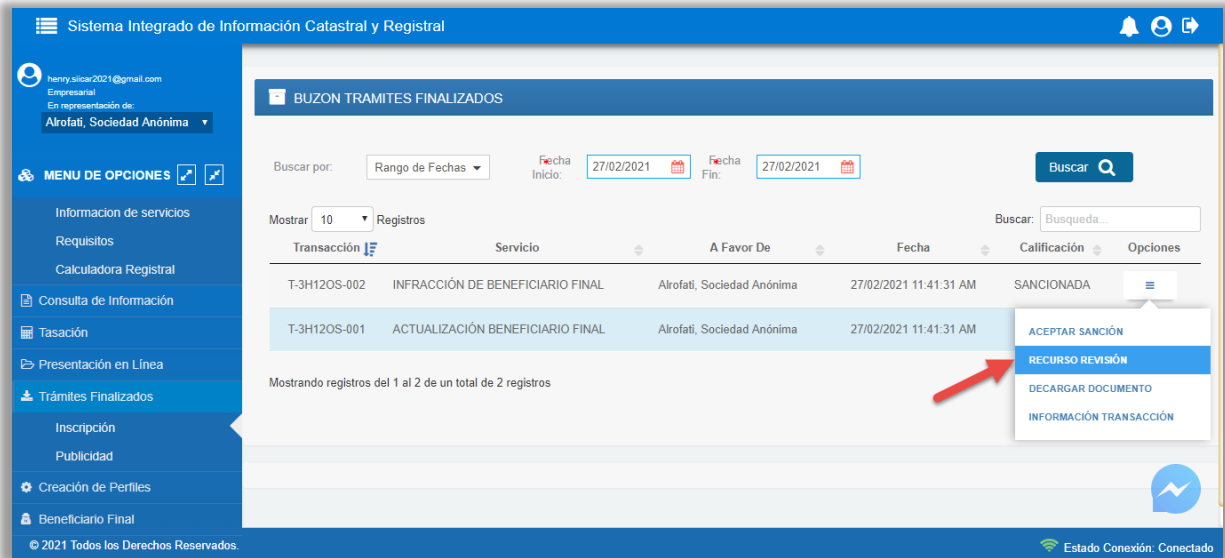 Sistema Integrado de Información Catastral y Registral
henry.siicar2021@gmail.com
Empresarial
En representación de:
Alrofati, Sociedad Anónima
MENU DE OPCIONES
Informacion de servicios
Requisitos
Calculadora Registral
Consulta de Información
Tasación
Presentación en Línea
Trámites Finalizados
Inscripción
Publicidad
Creación de Perfiles
Beneficiario Final
© 2021 Todos los Derechos Reservados.
BUZON TRAMITES FINALIZADOS
Buscar por: Rango de Fechas Fecha Inicio: 27/02/2021 Fecha Fin: 27/02/2021 Buscar
Mostrar 10 Registros Buscar: Busqueda...
Transacción Servicio A Favor De Fecha Calificación Opciones
T-3H12OS-002 INFRACCIÓN DE BENEFICIARIO FINAL Alrofati, Sociedad Anónima 27/02/2021 11:41:31 AM SANCIONADA
T-3H12OS-001 ACTUALIZACIÓN BENEFICIARIO FINAL Alrofati, Sociedad Anónima 27/02/2021 11:41:31 AM
ACEPTAR SANCIÓN
RECURSO REVISIÓN
DECARGAR DOCUMENTO
INFORMACIÓN TRANSACCIÓN
Mostrando registros del 1 al 2 de un total de 2 registros
Estado Conexión: Conectado